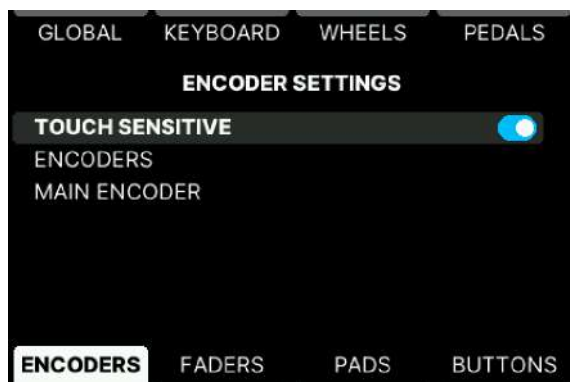 GLOBAL KEYBOARD WHEELS PEDALS
ENCODER SETTINGS
TOUCH SENSITIVE
ENCODERS
MAIN ENCODER
ENCODERS FADERS PADS BUTTONS